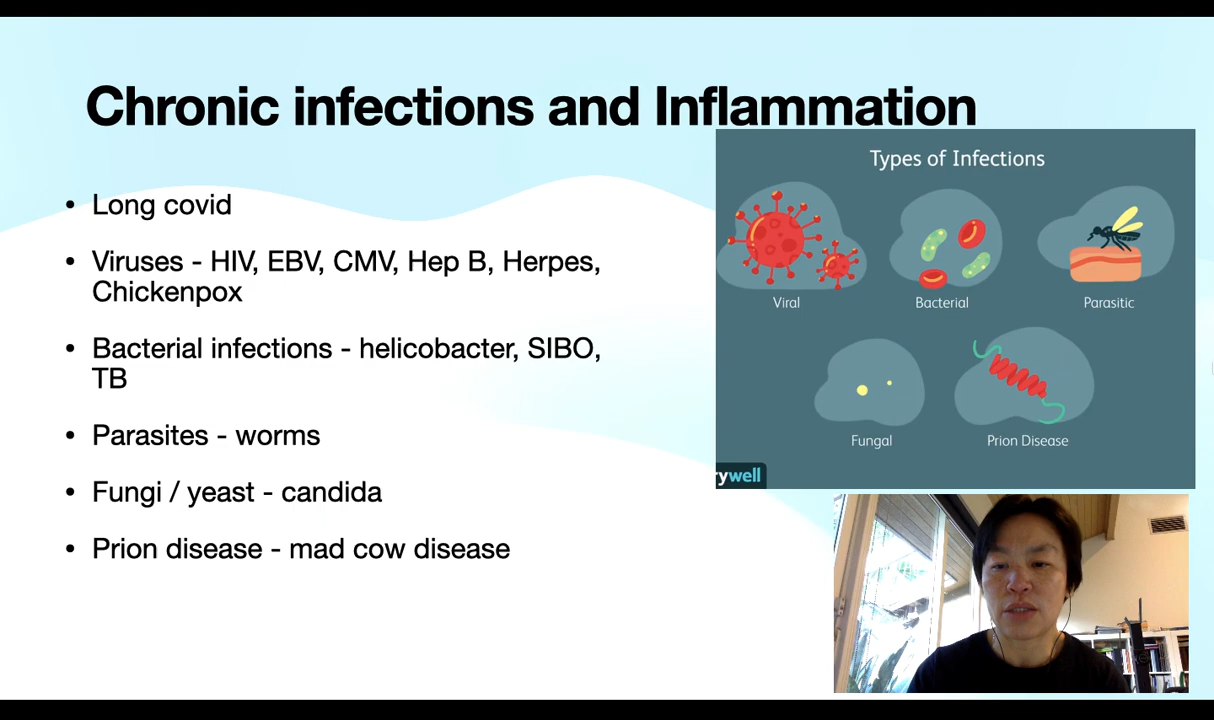 Chronic infections and Inflammation
• Long covid
• Viruses - HIV, EBV, CMV, Hep B, Herpes,
Chickenpox
• Bacterial infections - helicobacter, SIBO,
TB
• Parasites - worms
• Fungi / yeast - candida
• Prion disease - mad cow disease
Types of Infections
Viral
Bacterial
Parasitic
Fungal
Prion Disease
rywell